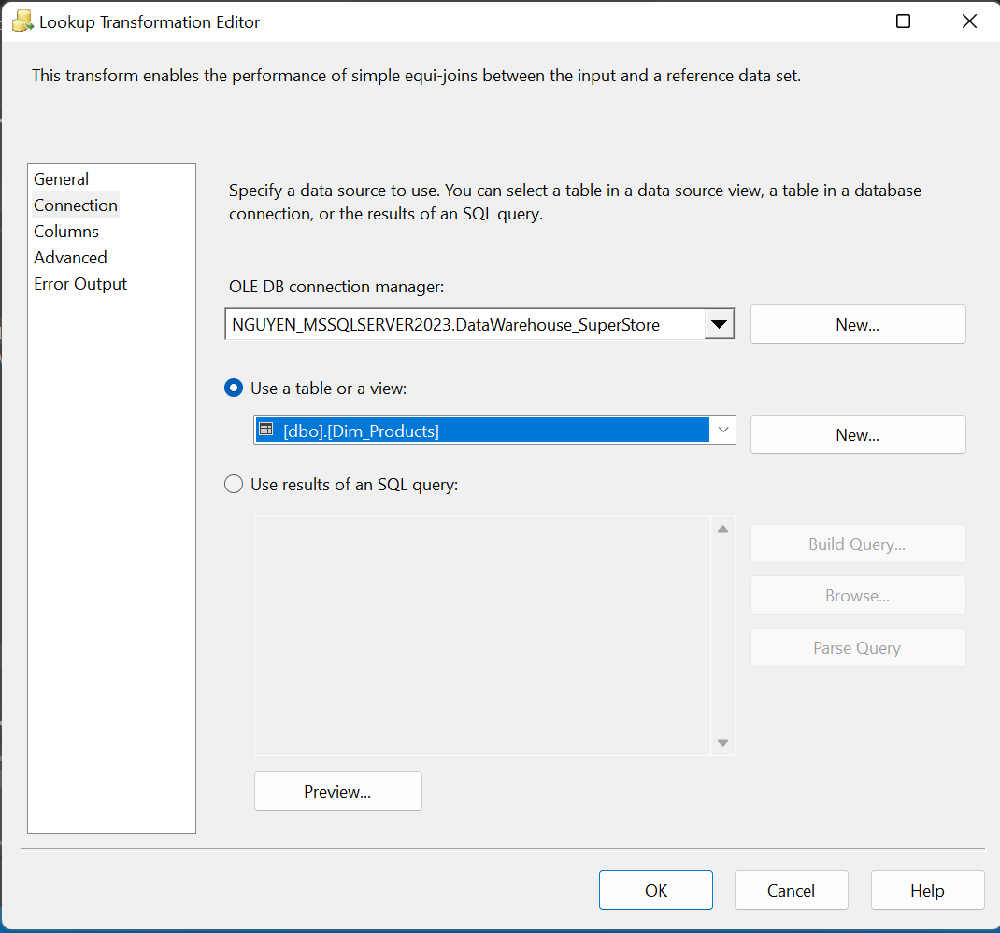 Lookup Transformation Editor
This transform enables the performance of simple equi-joins between the input and a reference data set.
General
Connection
Columns
Advanced
Error Output
Specify a data source to use. You can select a table in a data source view, a table in a database
connection, or the results of an SQL query.
OLE DB connection manager:
NGUYEN_MSSQLSERVER2023.DataWarehouse_SuperStore
New...
Use a table or a view:
[dbo].[Dim_Products]
New...
Use results of an SQL query:
Build Query...
Browse...
Parse Query
Preview...
OK
Cancel
Help